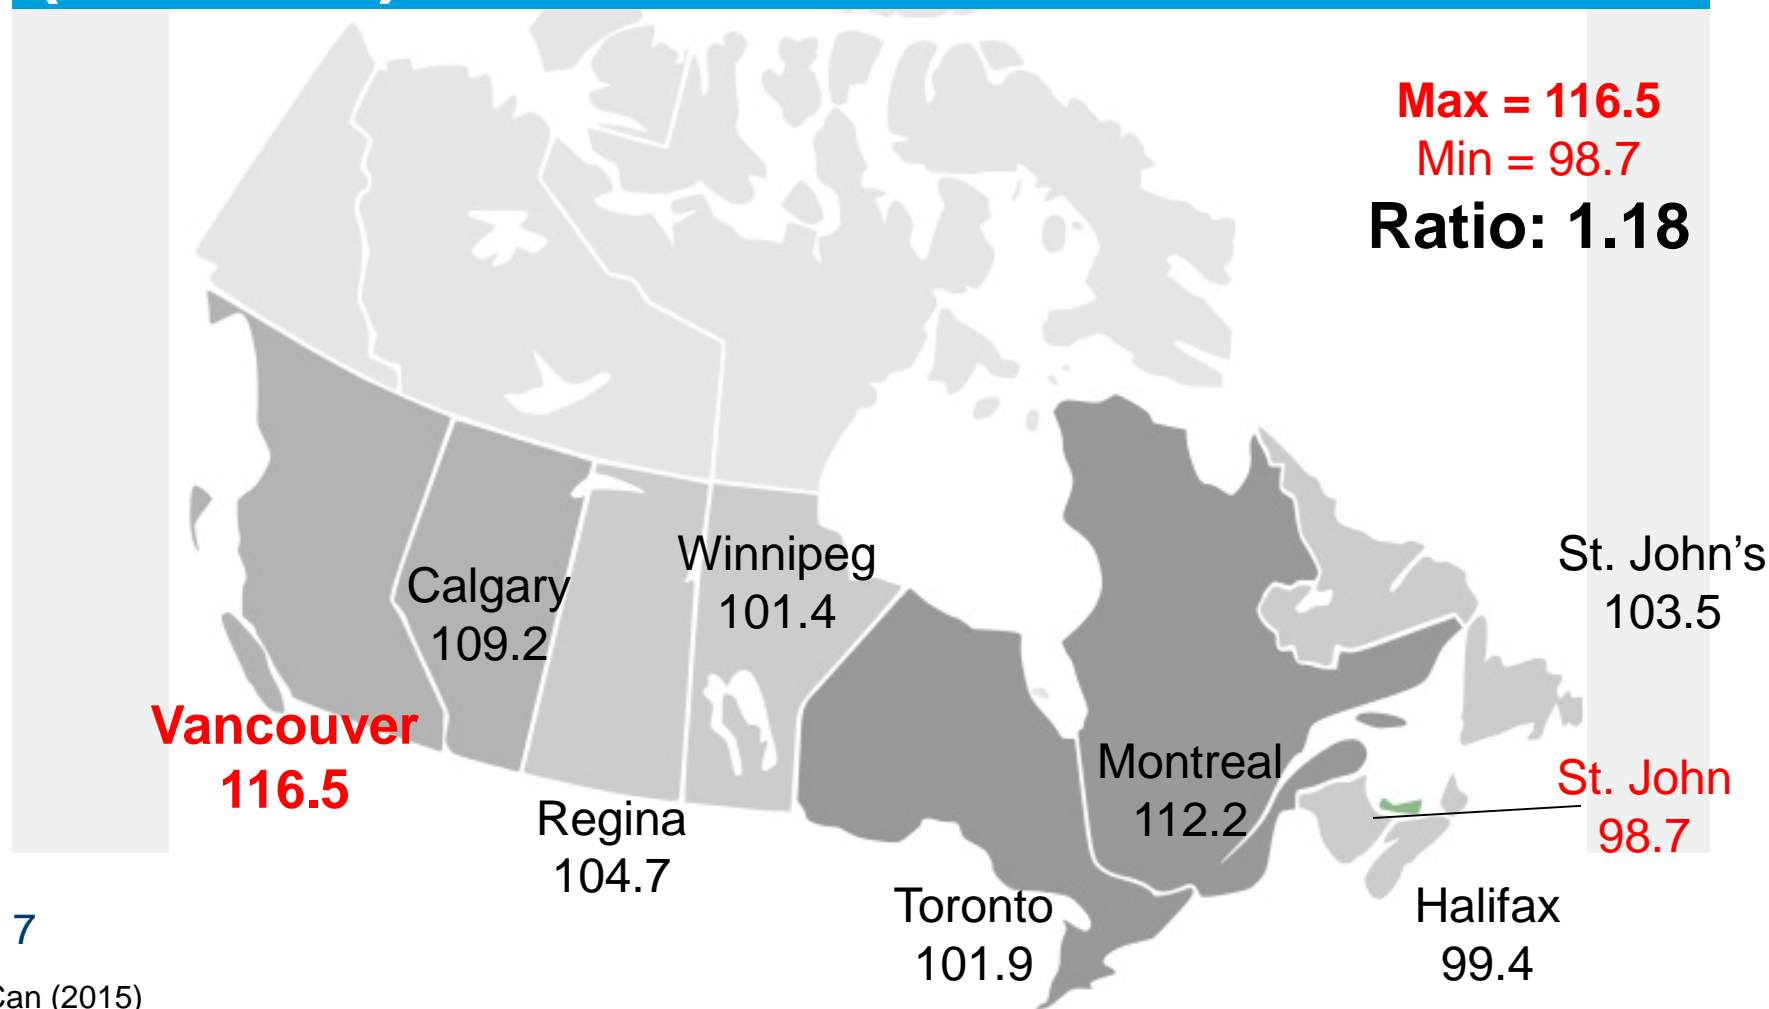 Max = 116.5
Min = 98.7
Ratio: 1.18
Winnipeg
101.4
St. John’s
103.5
Calgary
109.2
Vancouver
116.5
Montreal
112.2
St. John
98.7
Regina
104.7
Toronto
101.9
Halifax
99.4
7
Can (2015)